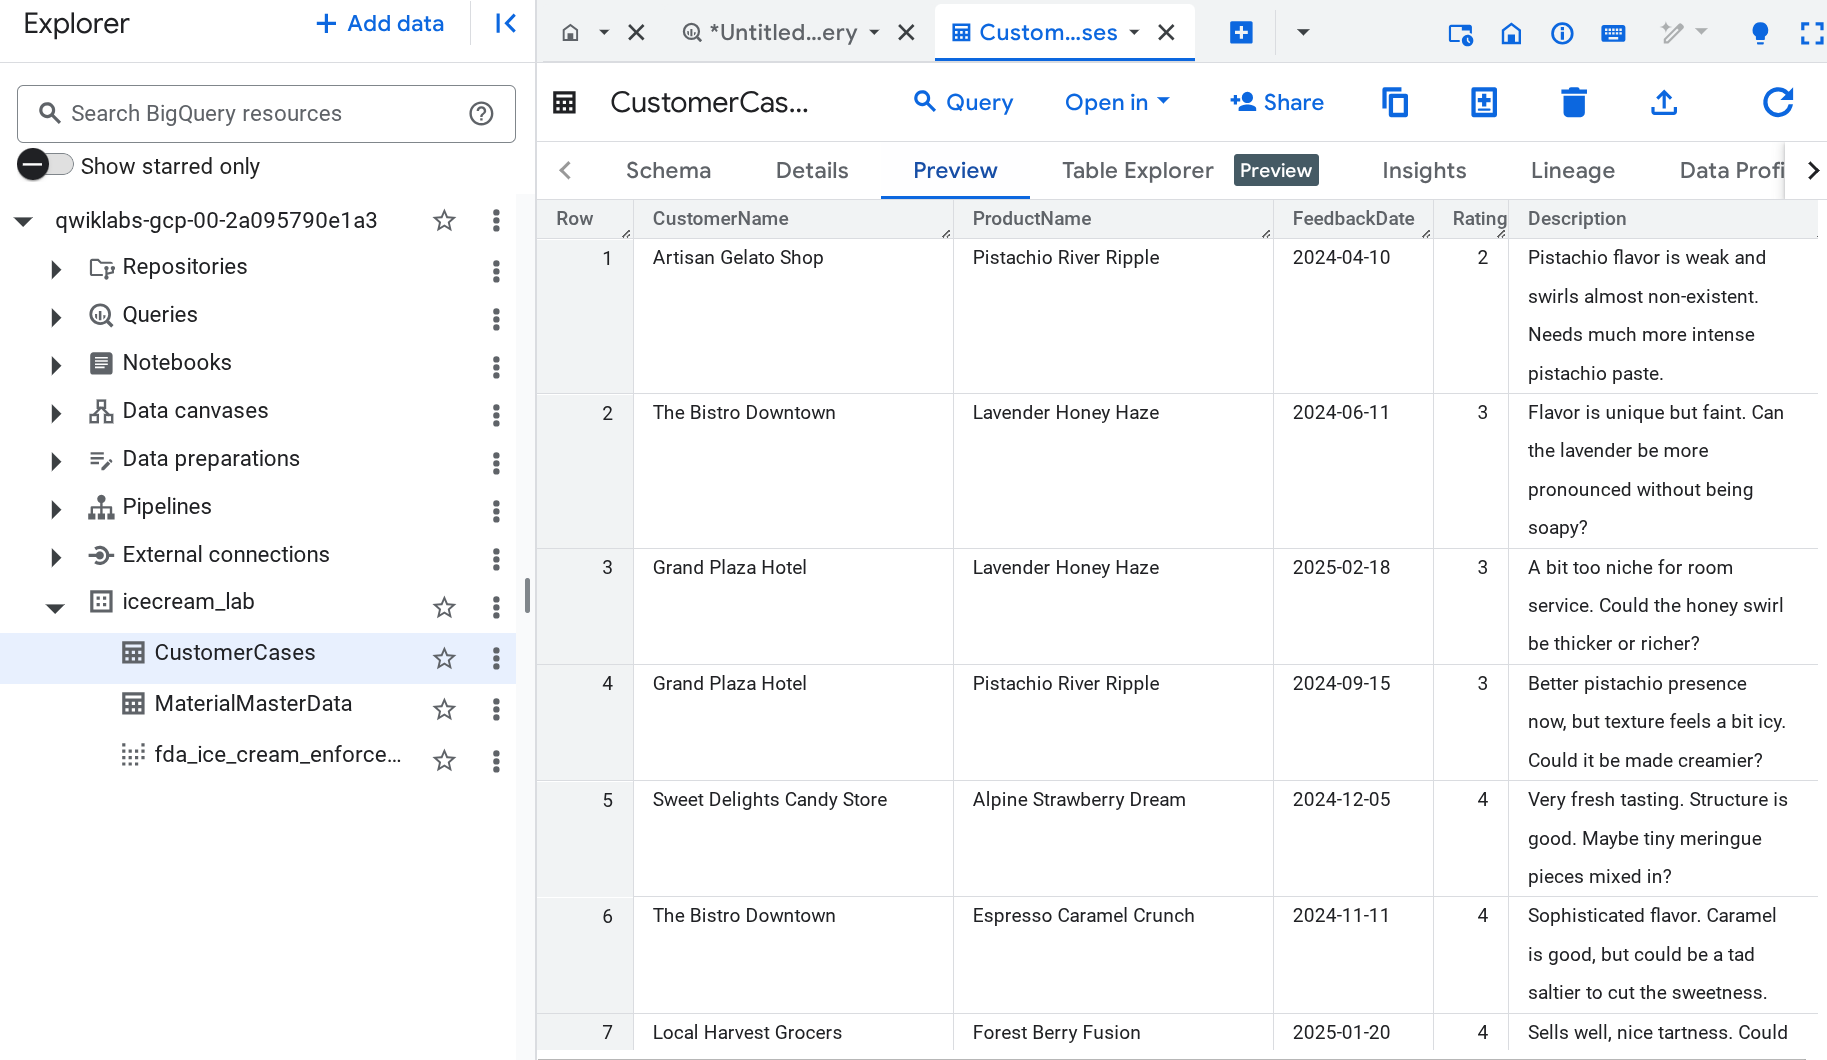 Explorer
+ Add data
Search BigQuery resources
Show starred only
qwiklabs-gcp-00-2a095790e1a3
Repositories
Queries
Notebooks
Data canvases
Data preparations
Pipelines
External connections
icecream_lab
CustomerCases
MaterialMasterData
fda_ice_cream_enforce...
*Untitled...ery
Custom...ses
CustomerCas...
Query
Open in
Share
Schema
Details
Preview
Table Explorer
Preview
Insights
Lineage
Data Profi
Row CustomerName ProductName FeedbackDate Rating Description
1 Artisan Gelato Shop Pistachio River Ripple 2024-04-10 2 Pistachio flavor is weak and
swirls almost non-existent.
Needs much more intense
pistachio paste.
2 The Bistro Downtown Lavender Honey Haze 2024-06-11 3 Flavor is unique but faint. Can
the lavender be more
pronounced without being
soapy?
3 Grand Plaza Hotel Lavender Honey Haze 2025-02-18 3 A bit too niche for room
service. Could the honey swirl
be thicker or richer?
4 Grand Plaza Hotel Pistachio River Ripple 2024-09-15 3 Better pistachio presence
now, but texture feels a bit icy.
Could it be made creamier?
5 Sweet Delights Candy Store Alpine Strawberry Dream 2024-12-05 4 Very fresh tasting. Structure is
good. Maybe tiny meringue
pieces mixed in?
6 The Bistro Downtown Espresso Caramel Crunch 2024-11-11 4 Sophisticated flavor. Caramel
is good, but could be a tad
saltier to cut the sweetness.
7 Local Harvest Grocers Forest Berry Fusion 2025-01-20 4 Sells well, nice tartness. Could